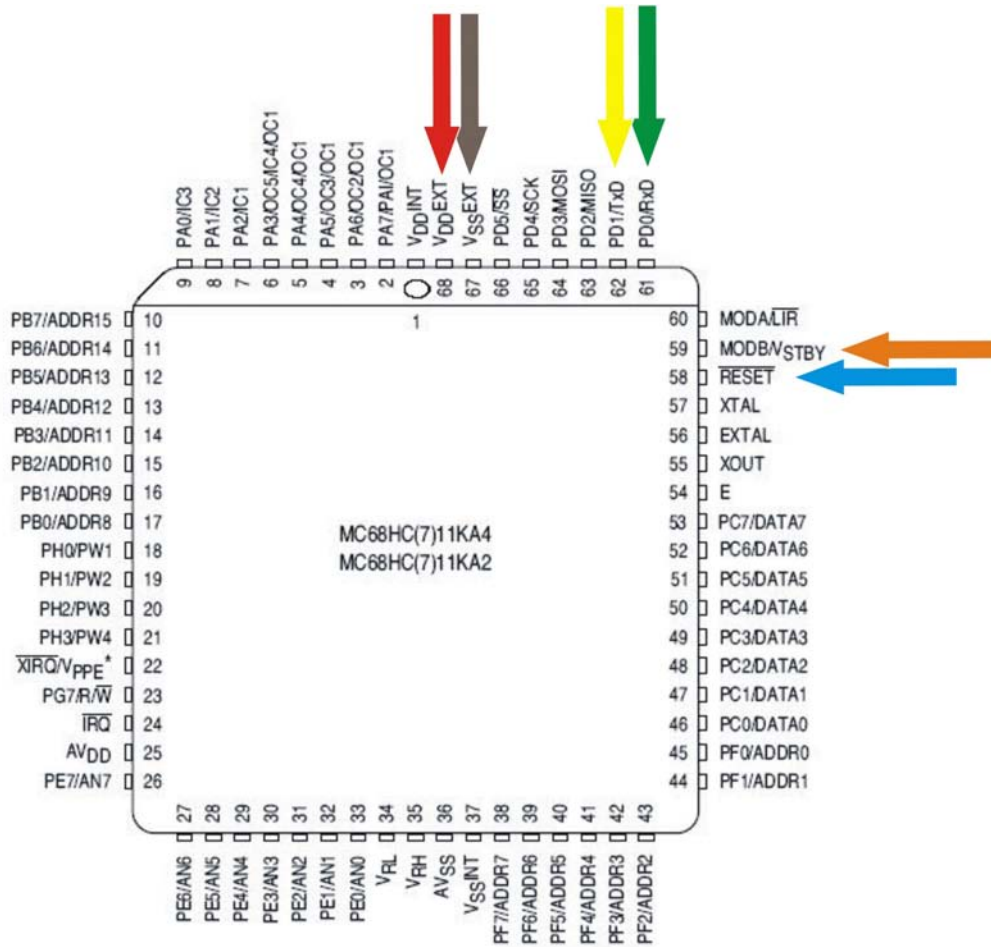 PA0/IC3
PA1/IC2
PA2/IC1
PA3/OC5/IC4/OC1
PA4/OC4/OC1
PA5/OC3/OC1
PA6/OC2/OC1
PA7/PAI/OC1
VDDINT
VDDEXT
VSSEXT
PD5/SS
PD4/SCK
PD3/MOSI
PD2/MISO
PD1/TxD
PD0/RxD
9 8 7 6 5 4 3 2 68 67 66 65 64 63 62 61
1
PB7/ADDR15 10
PB6/ADDR14 11
PB5/ADDR13 12
PB4/ADDR12 13
PB3/ADDR11 14
PB2/ADDR10 15
PB1/ADDR9 16
PB0/ADDR8 17
PH0/PW1 18
PH1/PW2 19
PH2/PW3 20
PH3/PW4 21
XIRQ/VPPE* 22
PG7/R/W 23
IRQ 24
AVDD 25
PE7/AN7 26
MC68HC(7)11KA4
MC68HC(7)11KA2
60 MODA/LIR
59 MODB/VSTBY
58 RESET
57 XTAL
56 EXTAL
55 XOUT
54 E
53 PC7/DATA7
52 PC6/DATA6
51 PC5/DATA5
50 PC4/DATA4
49 PC3/DATA3
48 PC2/DATA2
47 PC1/DATA1
46 PC0/DATA0
45 PF0/ADDR0
44 PF1/ADDR1
27 28 29 30 31 32 33 34 35 36 37 38 39 40 41 42 43
PE6/AN6
PE5/AN5
PE4/AN4
PE3/AN3
PE2/AN2
PE1/AN1
PE0/AN0
VRL
VRH
AVSS
VSSINT
PF7/ADDR7
PF6/ADDR6
PF5/ADDR5
PF4/ADDR4
PF3/ADDR3
PF2/ADDR2